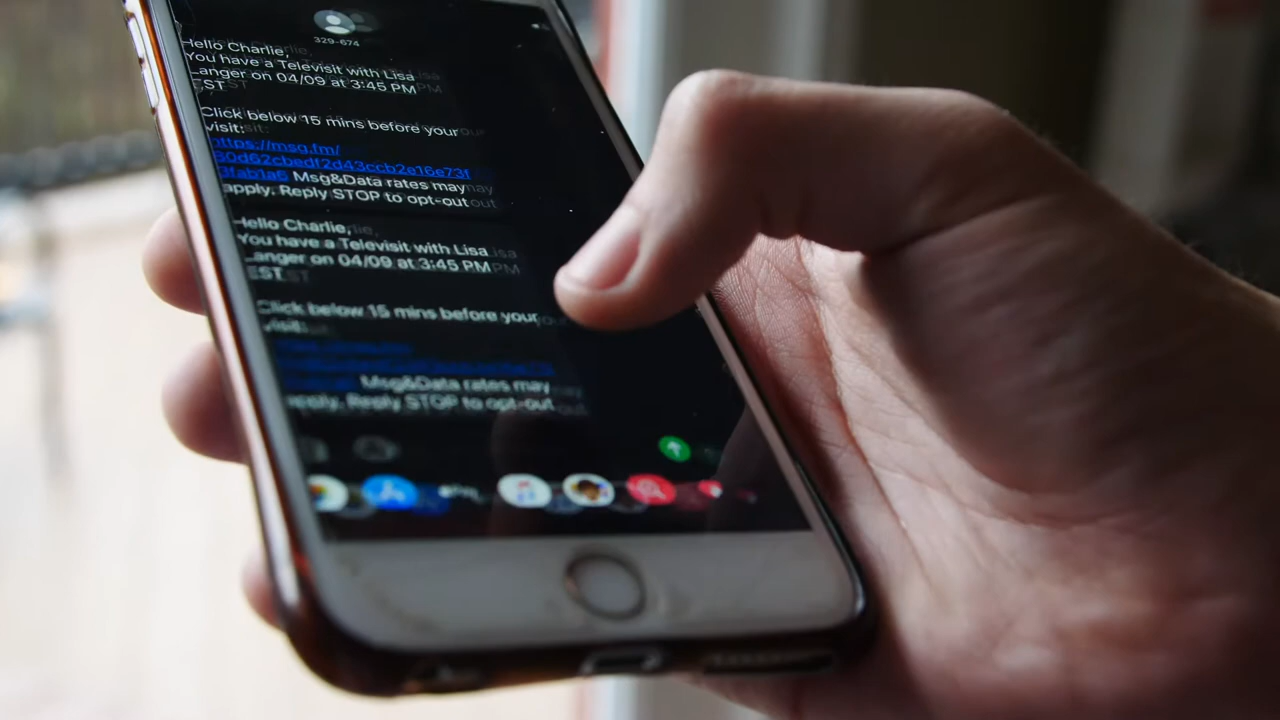 329-674
Hello Charlie,
You have a Televisit with Lisa
Langer on 04/09 at 3:45 PM
EST
Click below 15 mins before your
visit:
https://msg.fm/
30d62cbedf2d43ccb2e16e73f
3fab1a6 Msg&Data rates may
apply. Reply STOP to opt-out
Hello Charlie,
You have a Televisit with Lisa
Langer on 04/09 at 3:45 PM
EST
Click below 15 mins before your
visit:
Msg&Data rates may
apply. Reply STOP to opt-out